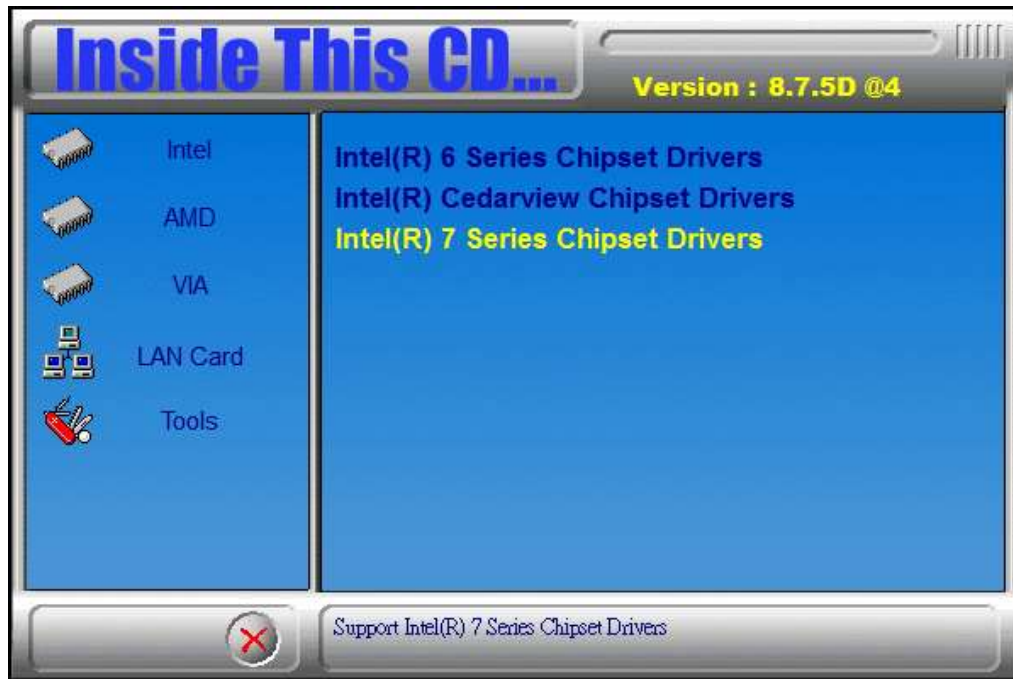 Inside This CD...
Version : 8.7.5D @4
Intel
AMD
VIA
LAN Card
Tools
Intel(R) 6 Series Chipset Drivers
Intel(R) Cedarview Chipset Drivers
Intel(R) 7 Series Chipset Drivers
Support Intel(R) 7 Series Chipset Drivers